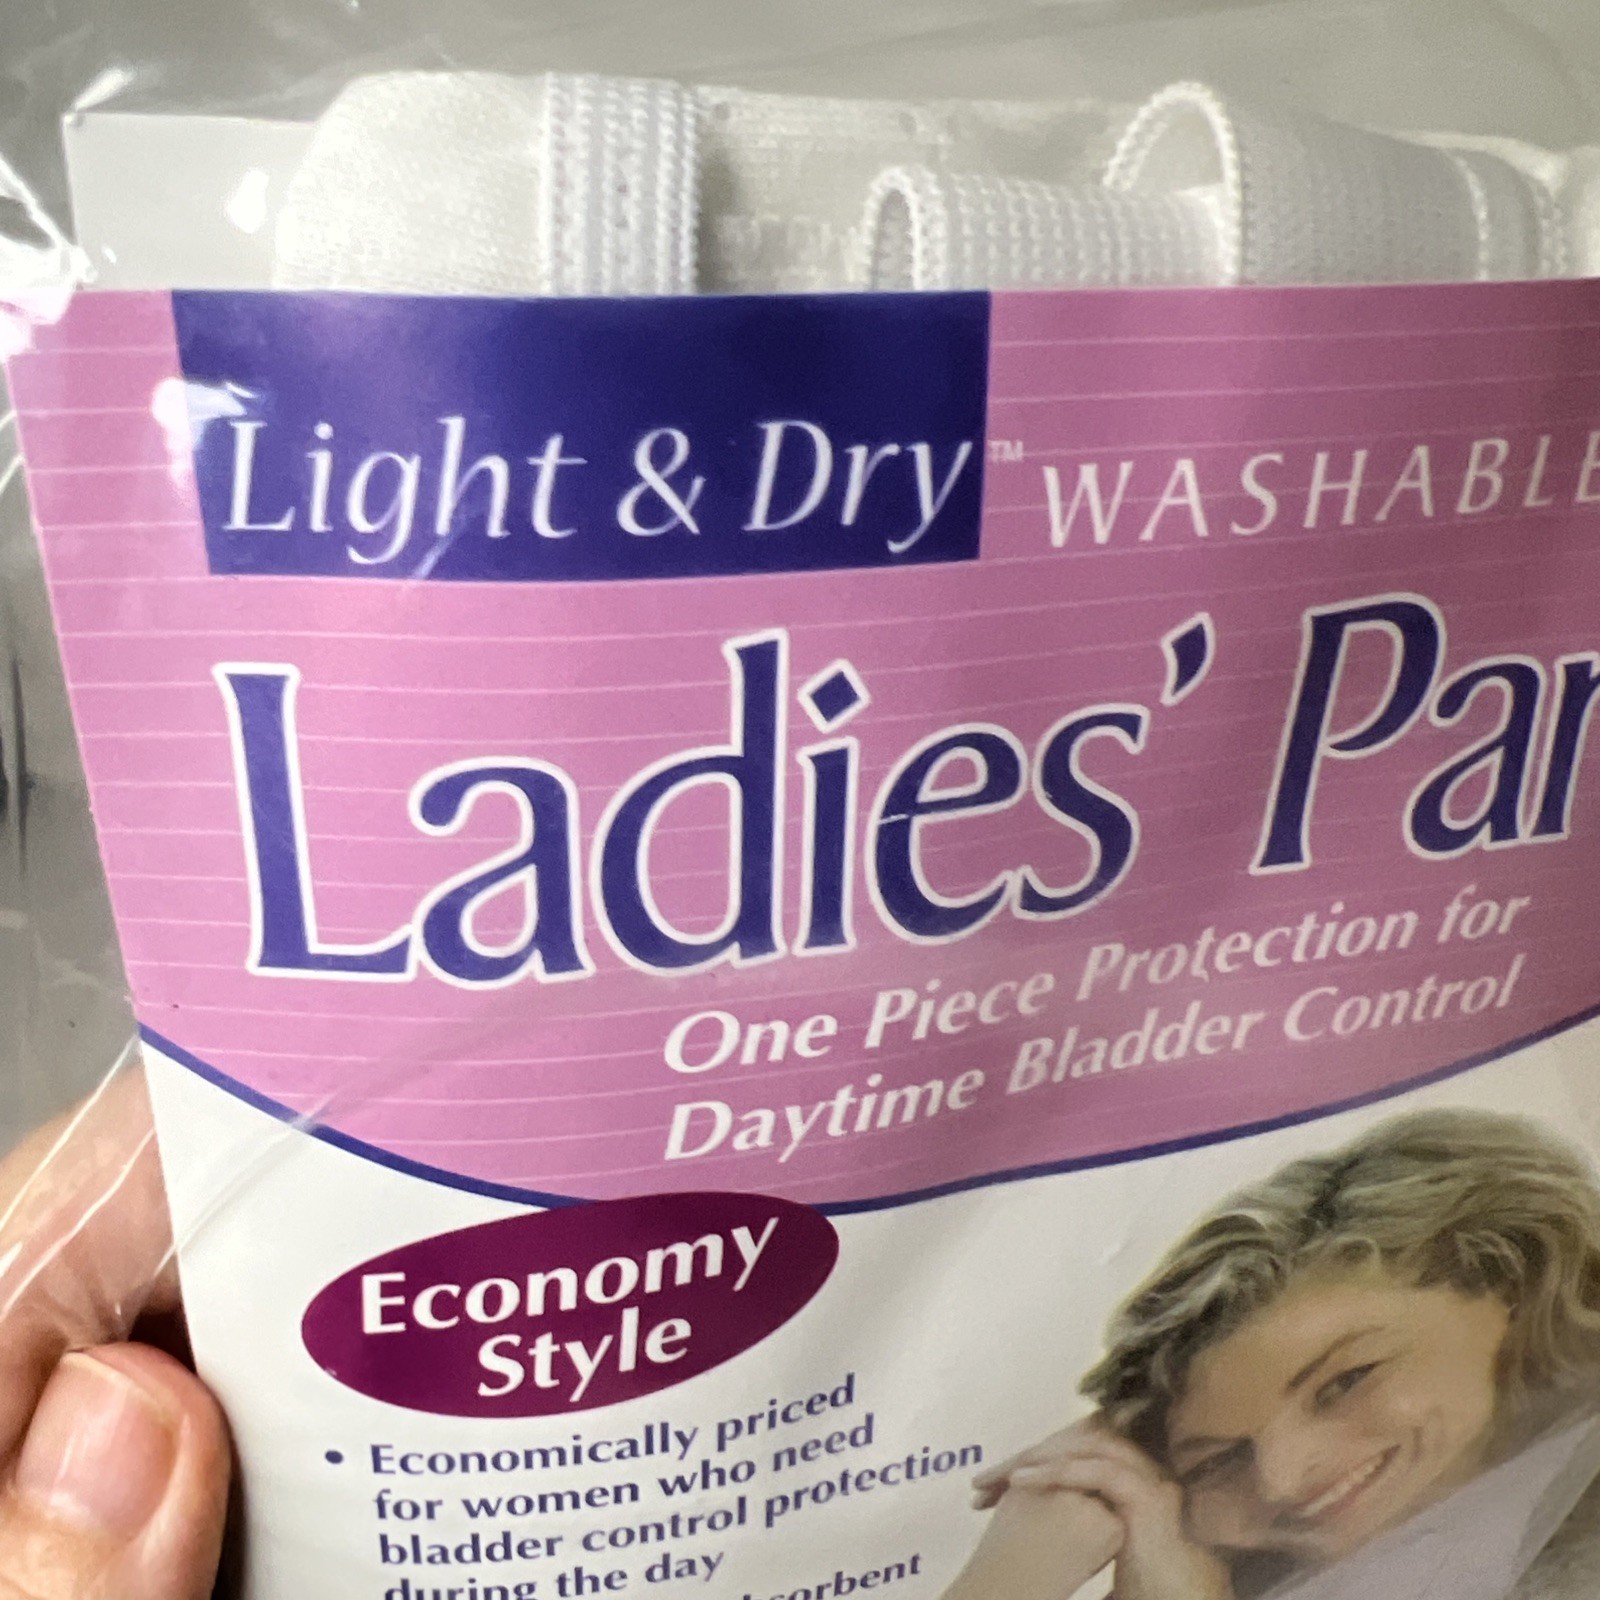 Light & Dry™ WASHABLE
Ladies' Pan
One Piece Protection for
Daytime Bladder Control
Economy
Style
• Economically priced
for women who need
bladder control protection
during the day